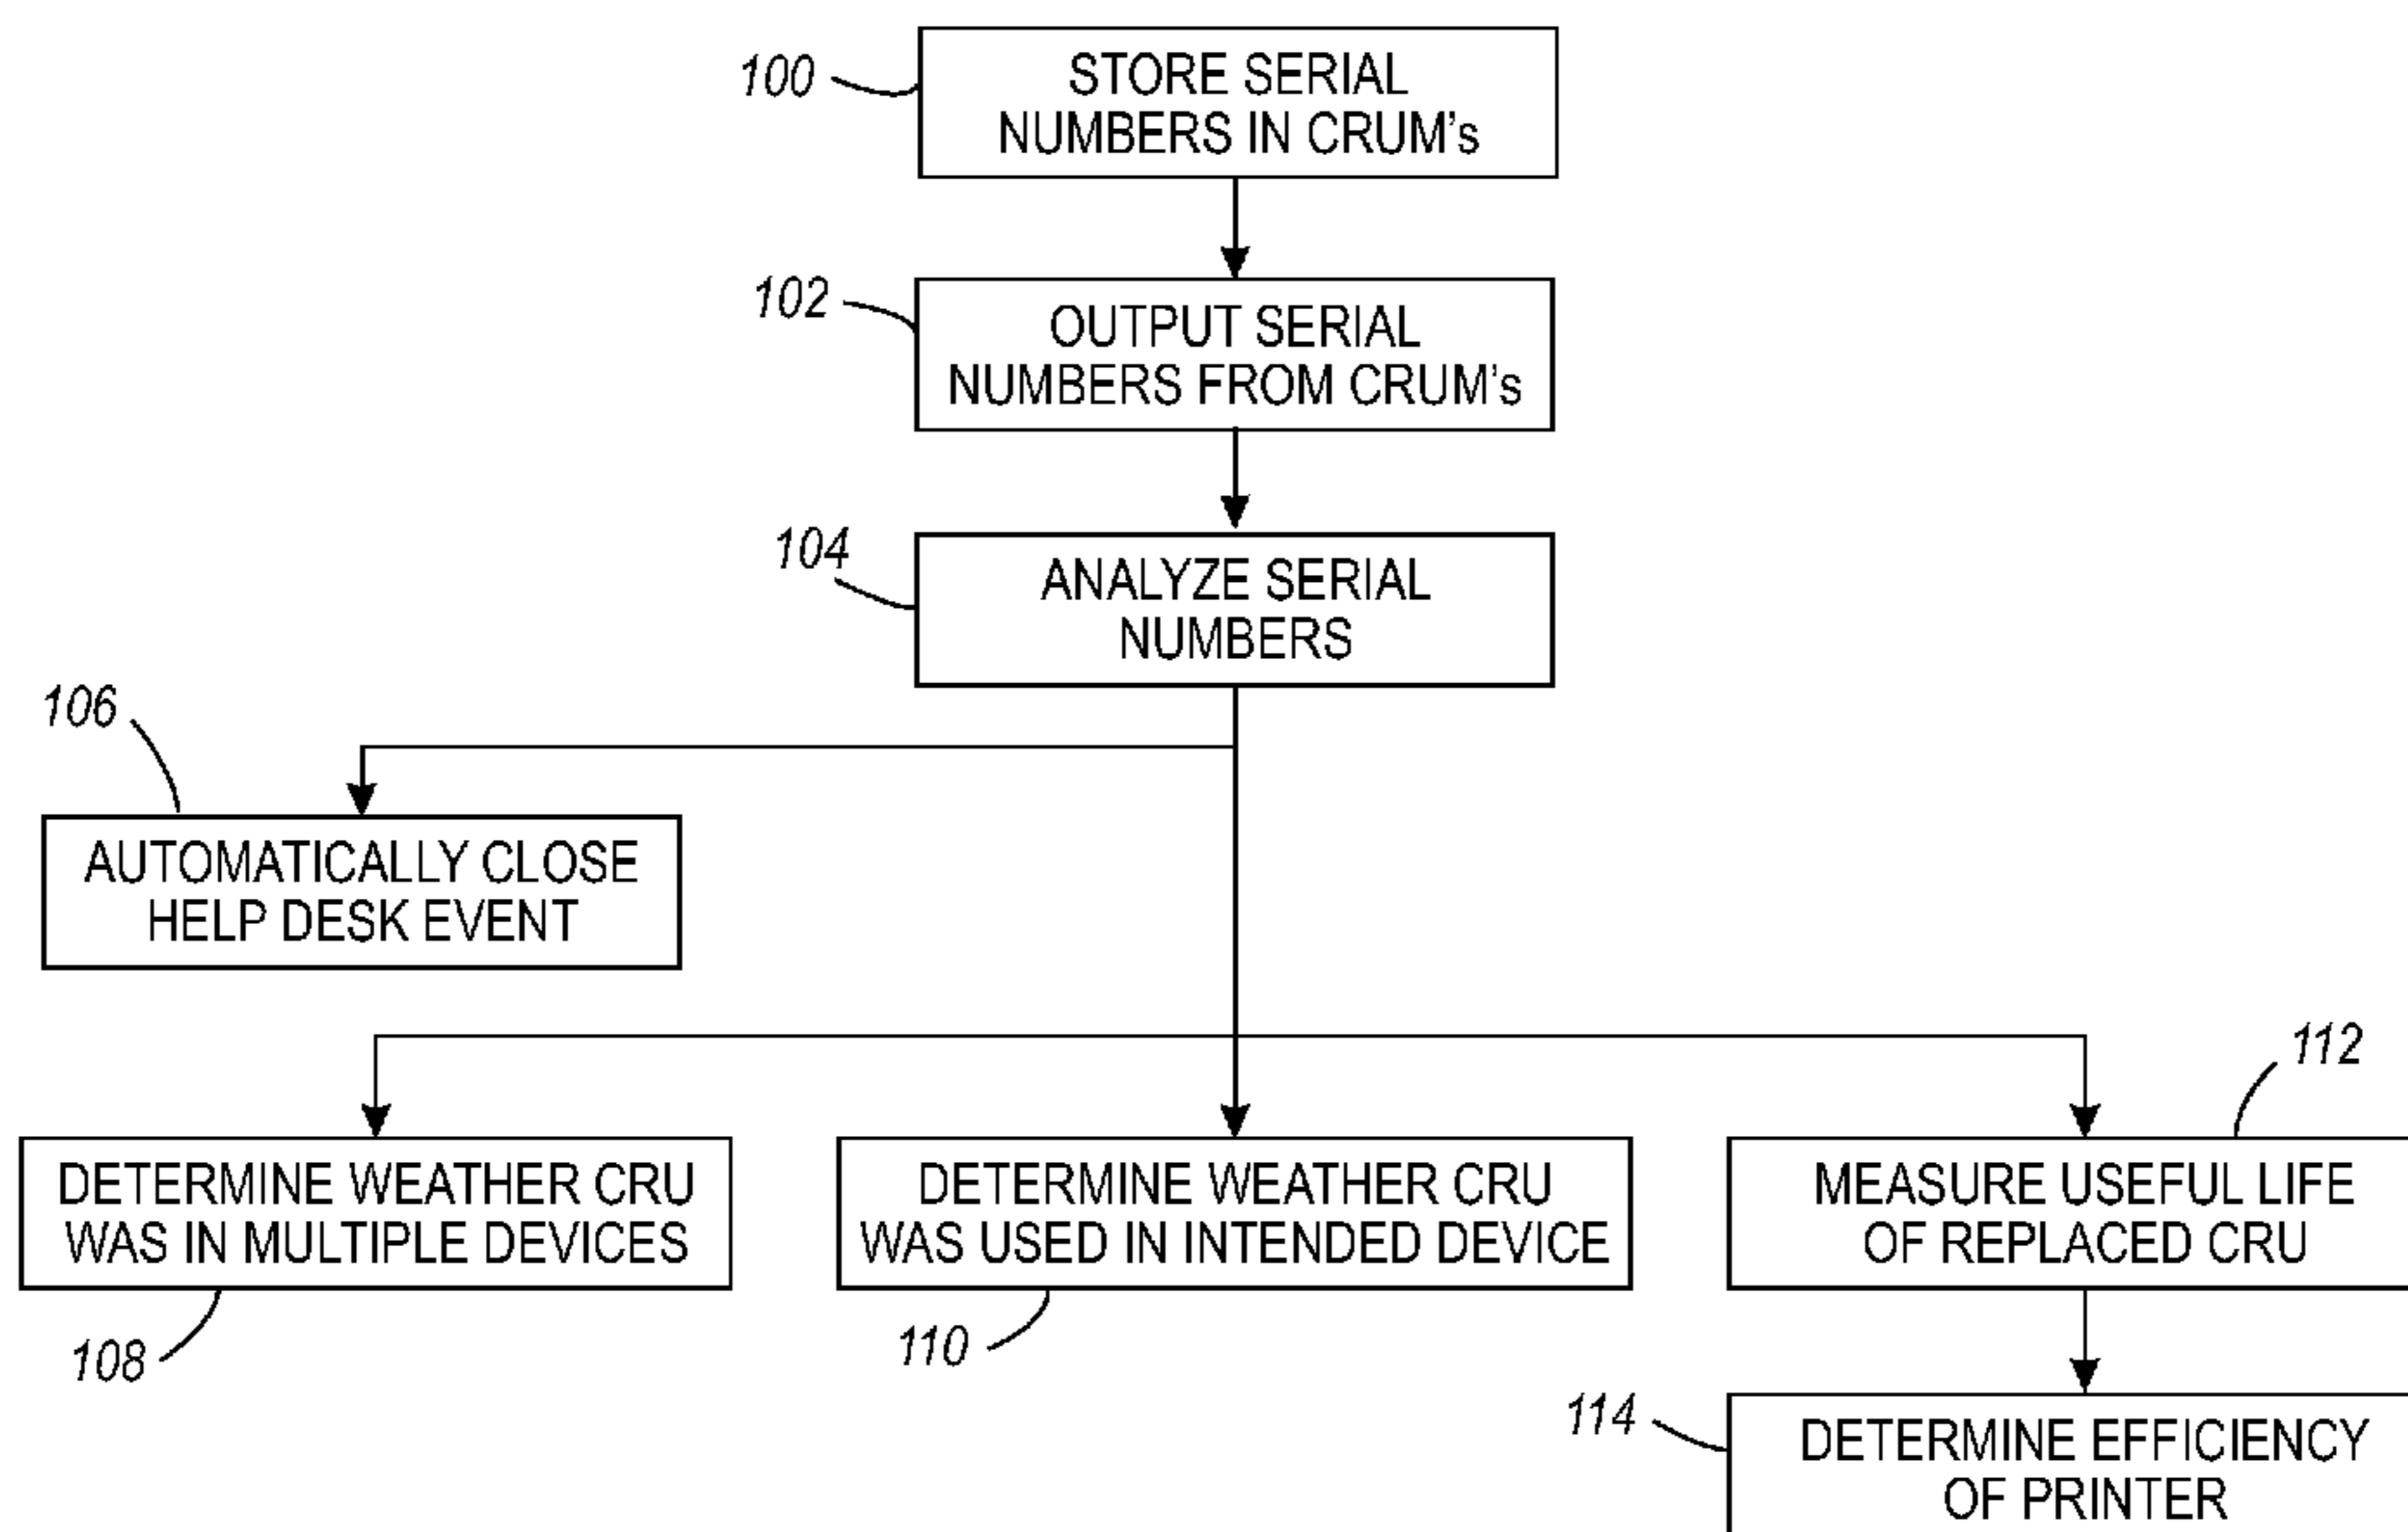 100
STORE SERIAL
NUMBERS IN CRUM's
102
OUTPUT SERIAL
NUMBERS FROM CRUM's
104
ANALYZE SERIAL
NUMBERS
106
AUTOMATICALLY CLOSE
HELP DESK EVENT
112
DETERMINE WEATHER CRU
WAS IN MULTIPLE DEVICES
108
DETERMINE WEATHER CRU
WAS USED IN INTENDED DEVICE
110
MEASURE USEFUL LIFE
OF REPLACED CRU
114
DETERMINE EFFICIENCY
OF PRINTER